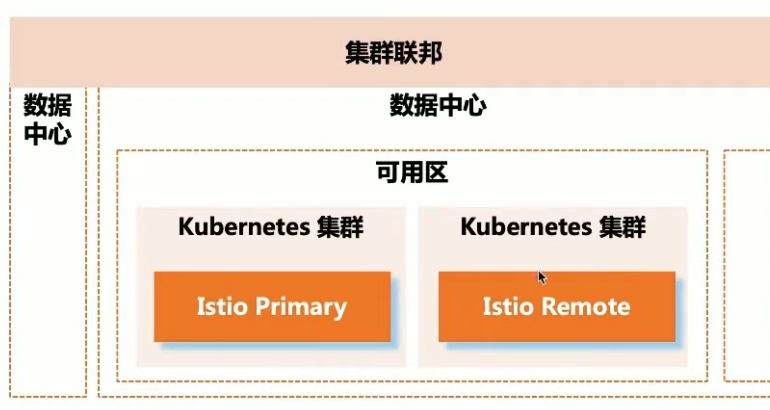 集群联邦
数据
中心
数据中心
可用区
Kubernetes 集群
Kubernetes 集群
Istio Primary
Istio Remote